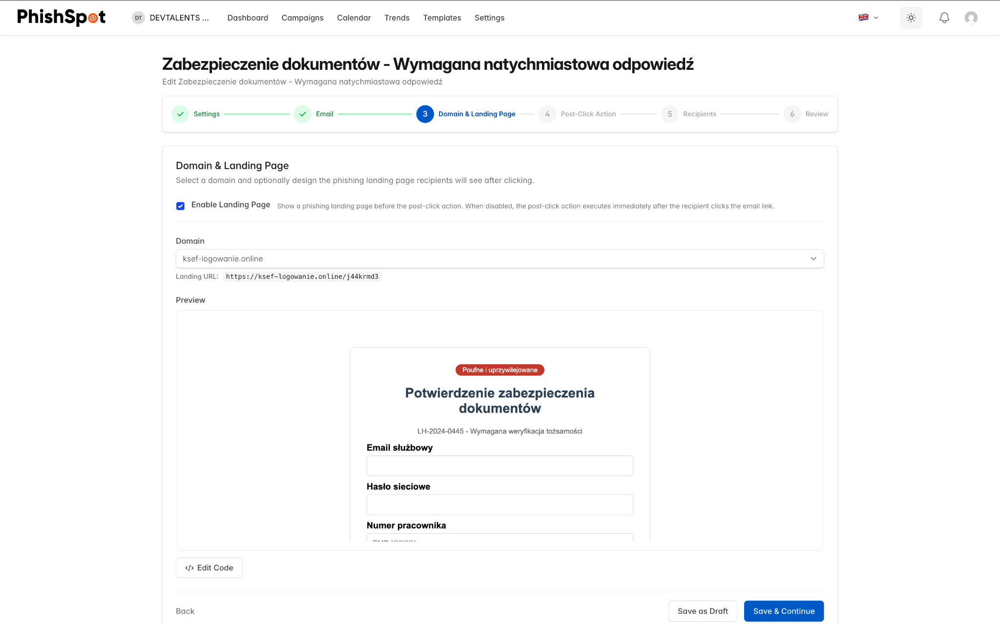 PhishSpot
DT DEVTALENTS ... Dashboard Campaigns Calendar Trends Templates Settings
Zabezpieczenie dokumentów - Wymagana natychmiastowa odpowiedź
Edit Zabezpieczenie dokumentów - Wymagana natychmiastowa odpowiedź
Settings Email 3 Domain & Landing Page 4 Post-Click Action 5 Recipients 6 Review
Domain & Landing Page
Select a domain and optionally design the phishing landing page recipients will see after clicking.
Enable Landing Page Show a phishing landing page before the post-click action. When disabled, the post-click action executes immediately after the recipient clicks the email link.
Domain
ksef-logowanie.online
Landing URL: https://ksef-logowanie.online/j44krmd3
Preview
Poufne i uprzywilejowane
Potwierdzenie zabezpieczenia
dokumentów
LH-2024-0445 - Wymagana weryfikacja tożsamości
Email służbowy
Hasło sieciowe
Numer pracownika
</> Edit Code
Back Save as Draft Save & Continue